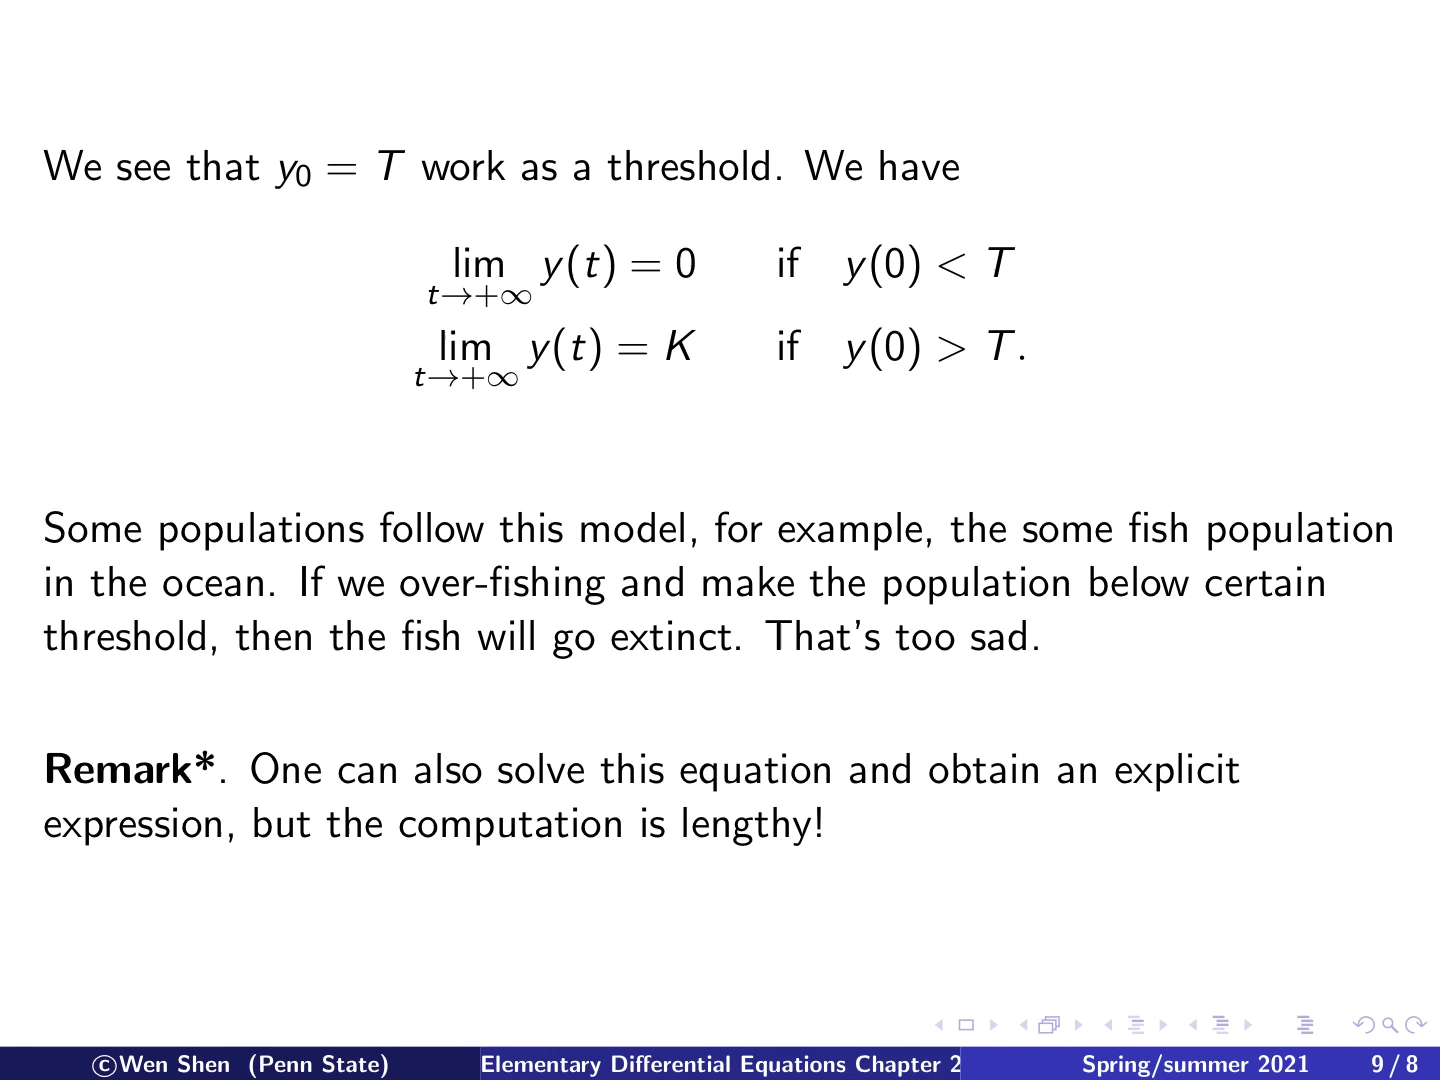 We see that y₀ = T work as a threshold. We have
lim t→+∞ y(t) = 0 if y(0) < T
lim t→+∞ y(t) = K if y(0) > T.
Some populations follow this model, for example, the some fish population
in the ocean. If we over-fishing and make the population below certain
threshold, then the fish will go extinct. That's too sad.
Remark*. One can also solve this equation and obtain an explicit
expression, but the computation is lengthy!
©Wen Shen (Penn State) Elementary Differential Equations Chapter 2 Spring/summer 2021 9 / 8